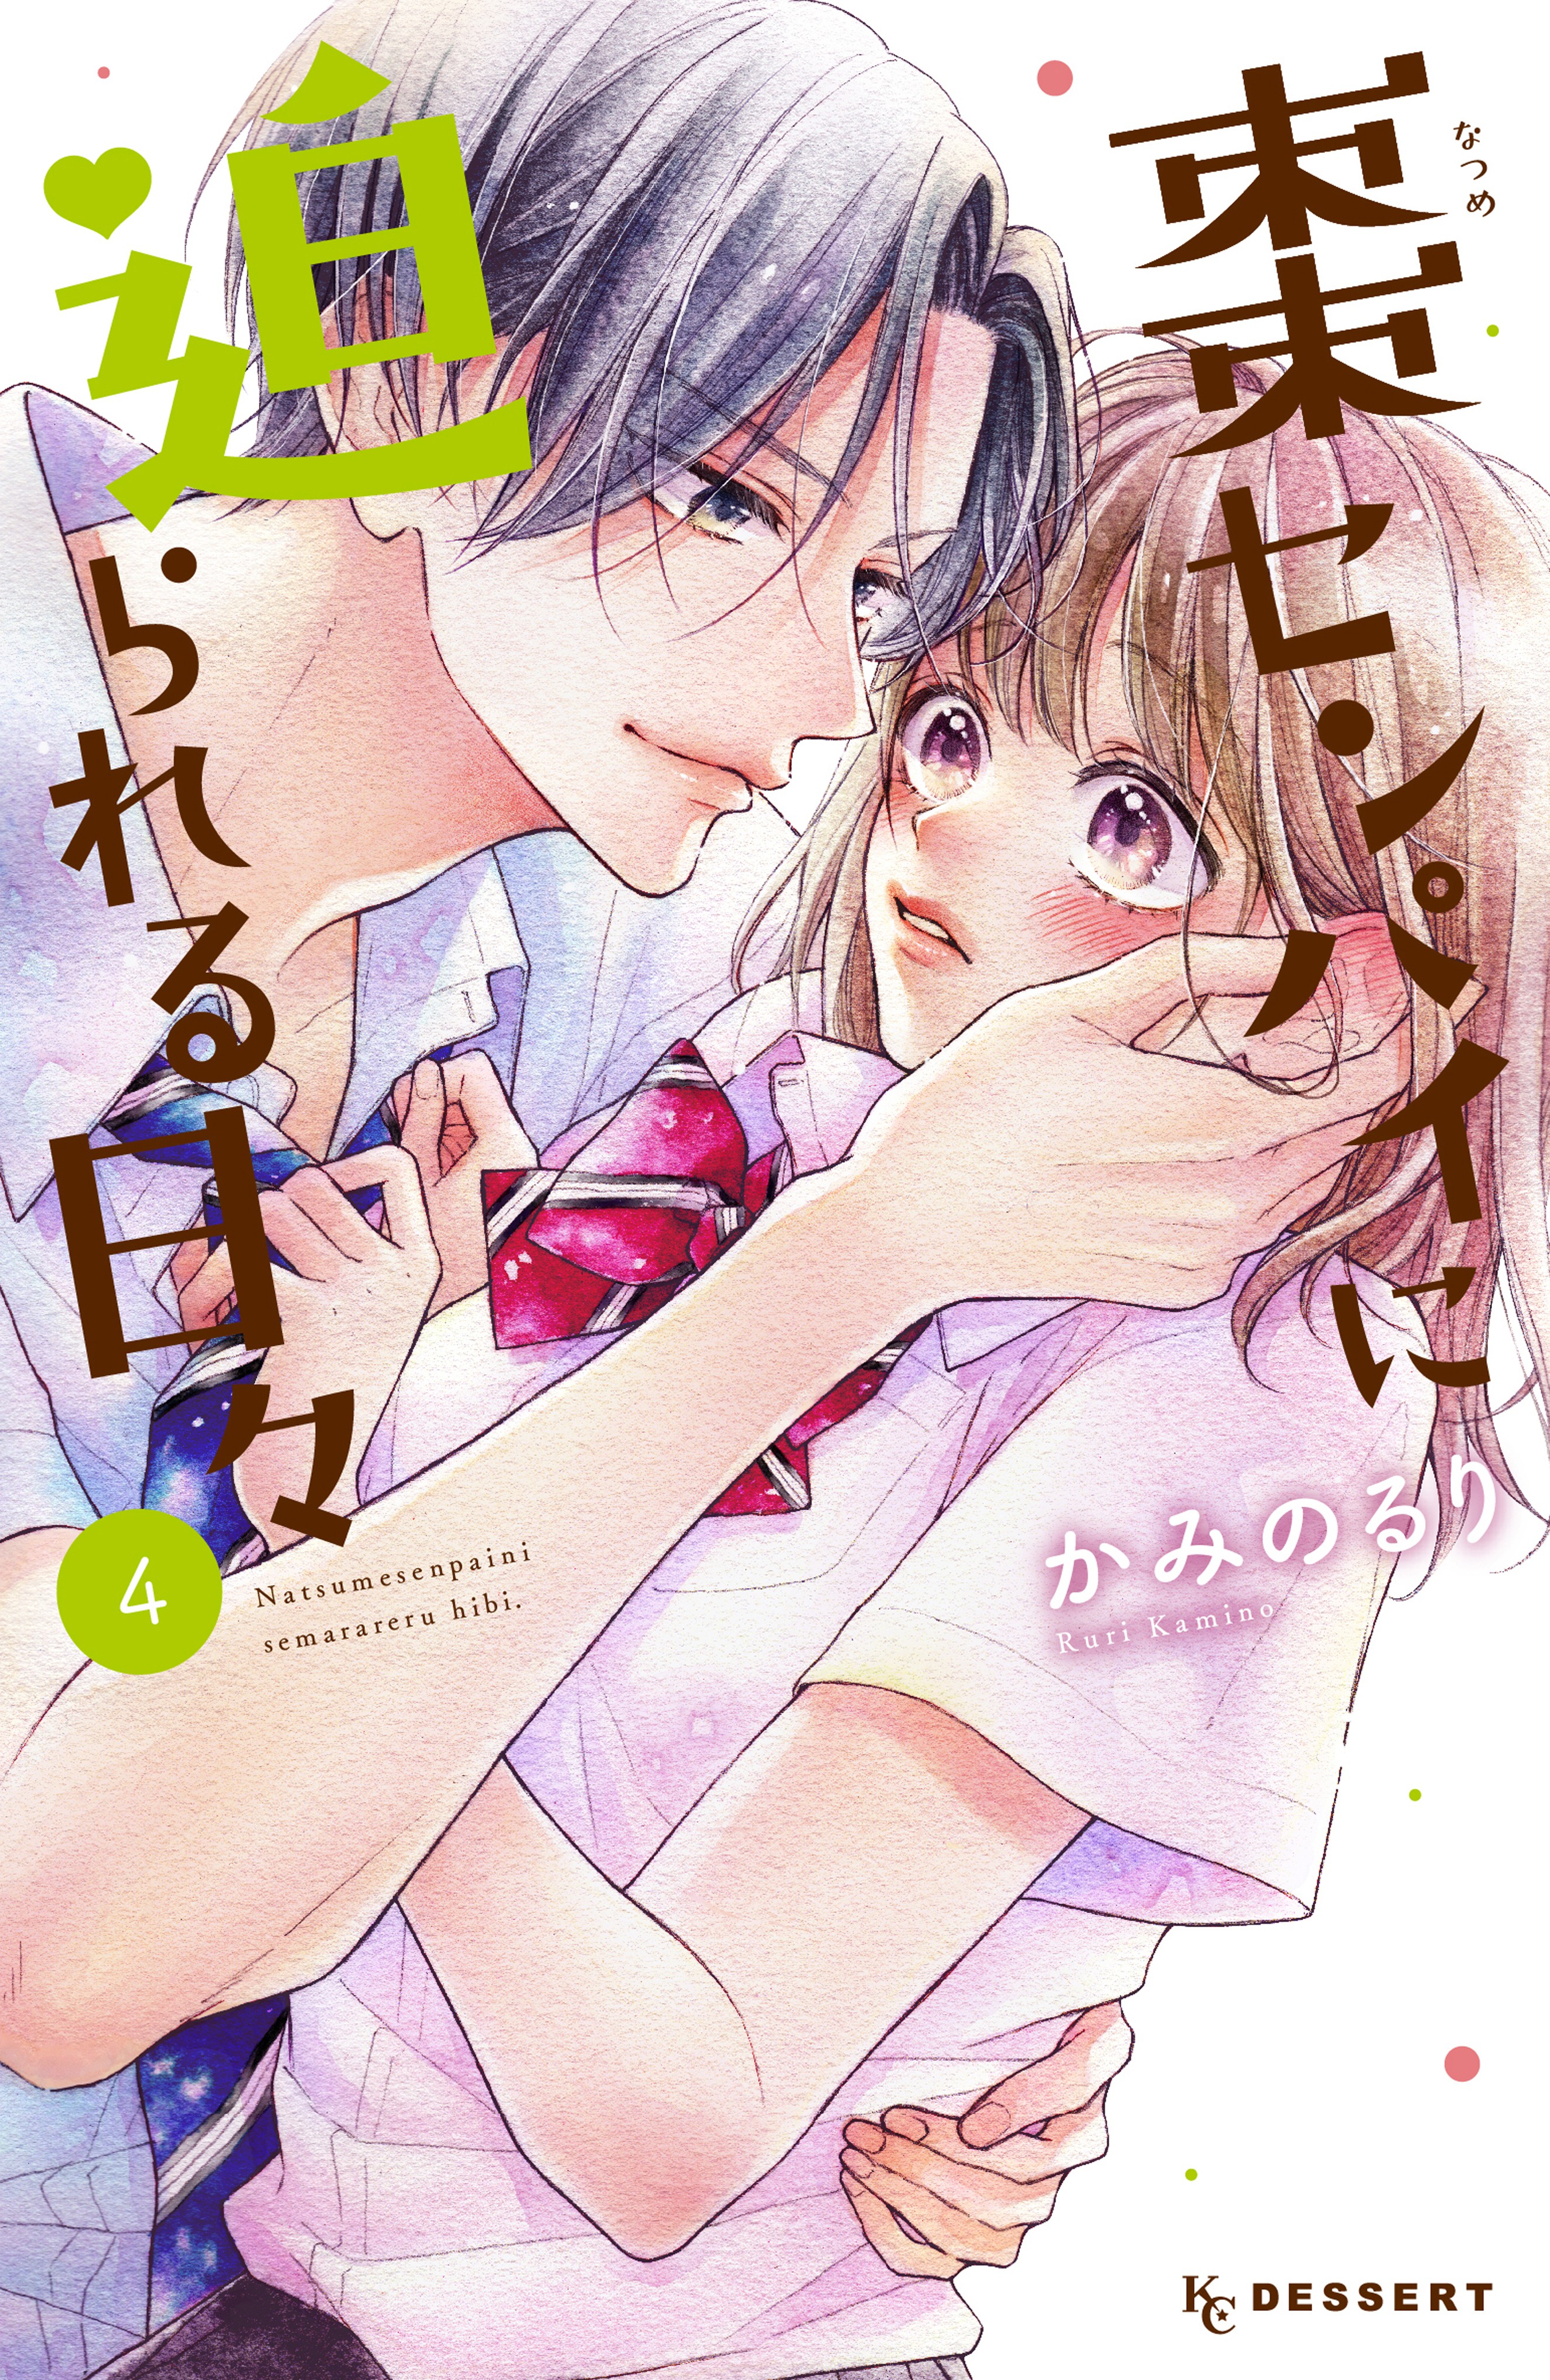 棗センパイに
なつめ
迫られる日々
4
Natsumesenpaini
semarareru hibi.
かみのるり
Ruri Kamino
KC DESSERT